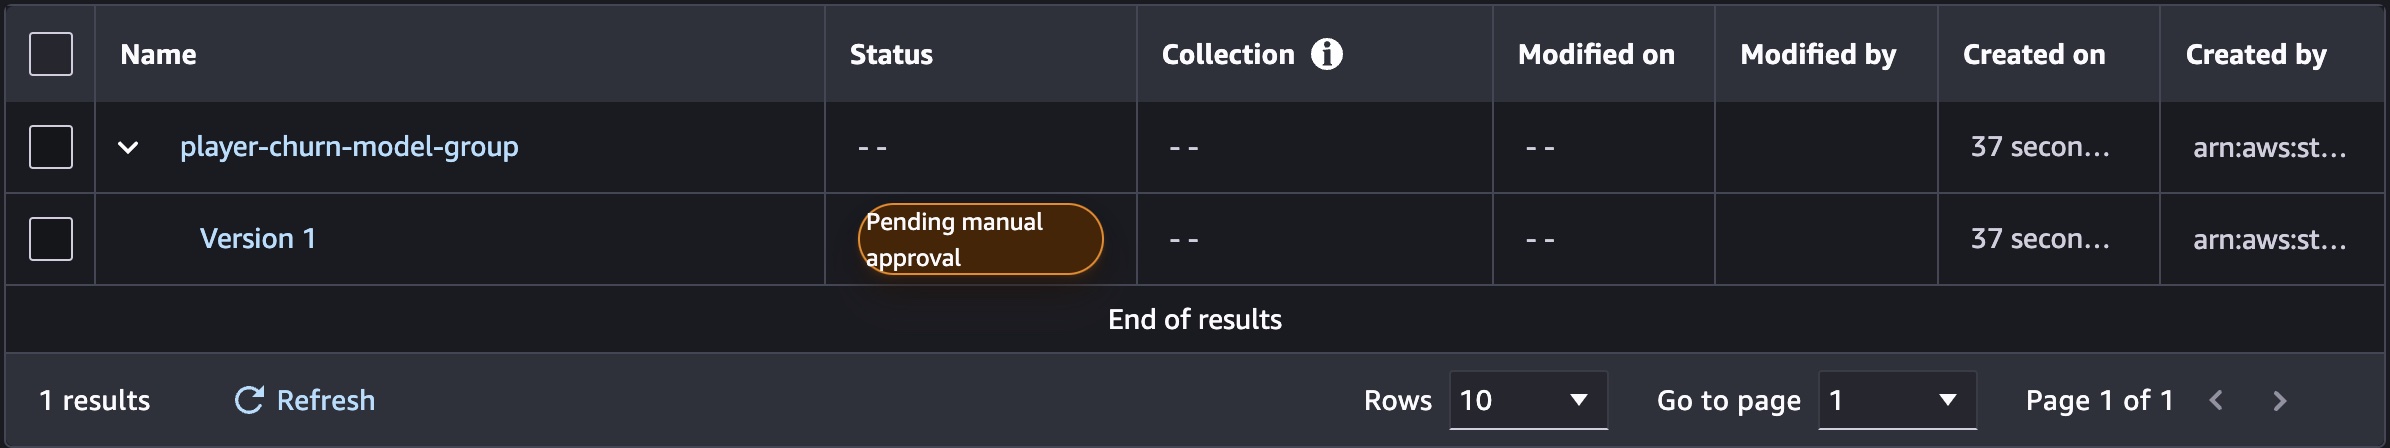 Name Status Collection Modified on Modified by Created on Created by
player-churn-model-group -- -- -- 37 secon... arn:aws:st...
Version 1 Pending manual approval -- -- 37 secon... arn:aws:st...
End of results
1 results Refresh Rows 10 Go to page 1 Page 1 of 1